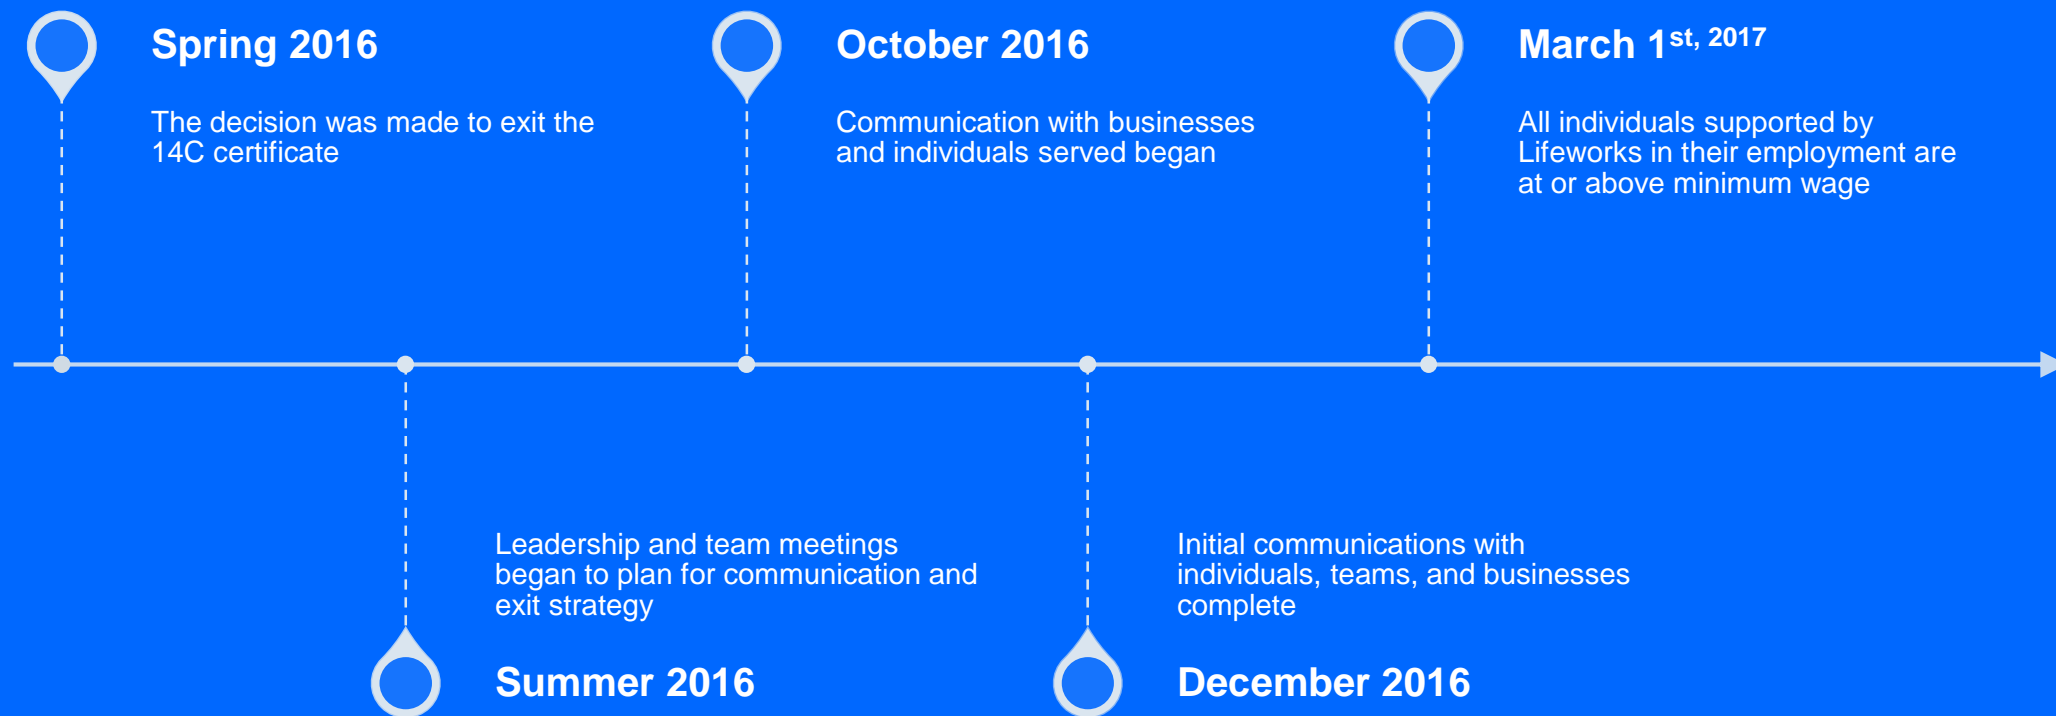 Spring 2016
The decision was made to exit the
14C certificate
October 2016
Communication with businesses
and individuals served began
March 1st, 2017
All individuals supported by
Lifeworks in their employment are
at or above minimum wage
Leadership and team meetings
began to plan for communication and
exit strategy
Summer 2016
Initial communications with
individuals, teams, and businesses
complete
December 2016